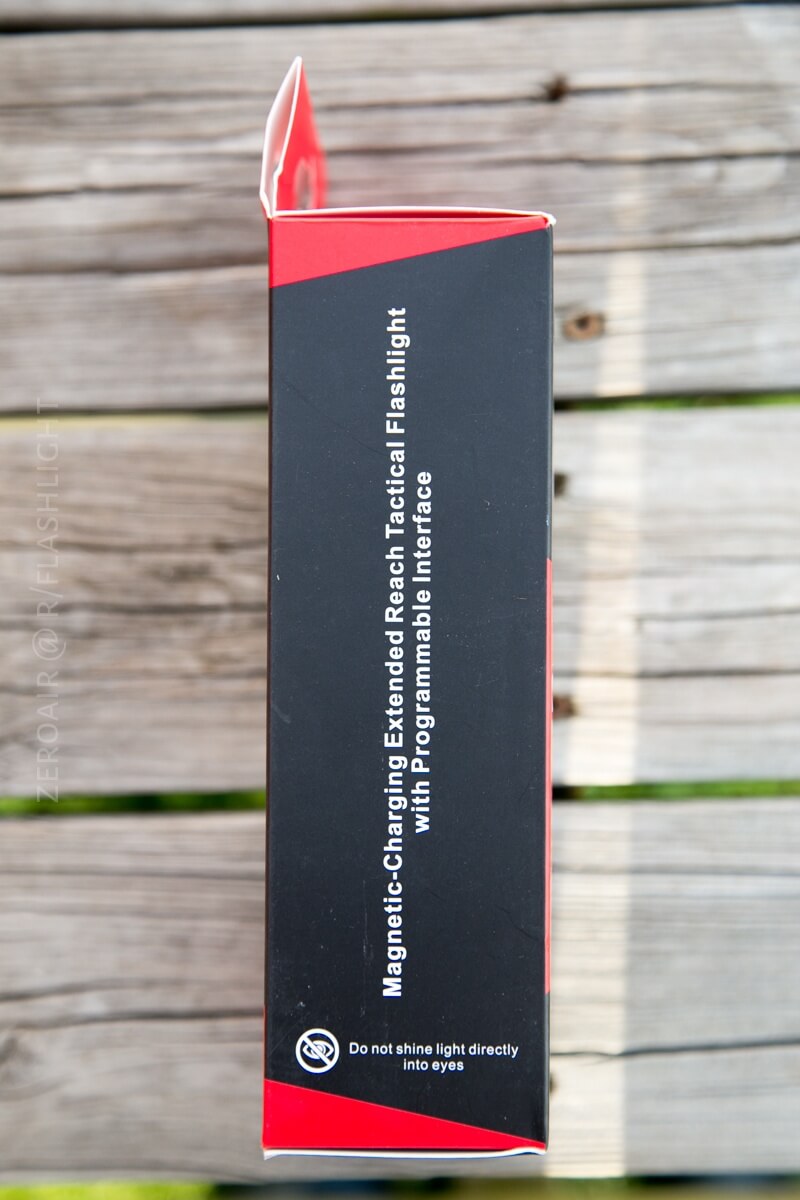 Magnetic-Charging Extended Reach Tactical Flashlight
with Programmable Interface
Do not shine light directly
into eyes
ZEROAIR @ R/FLASHLIGHT